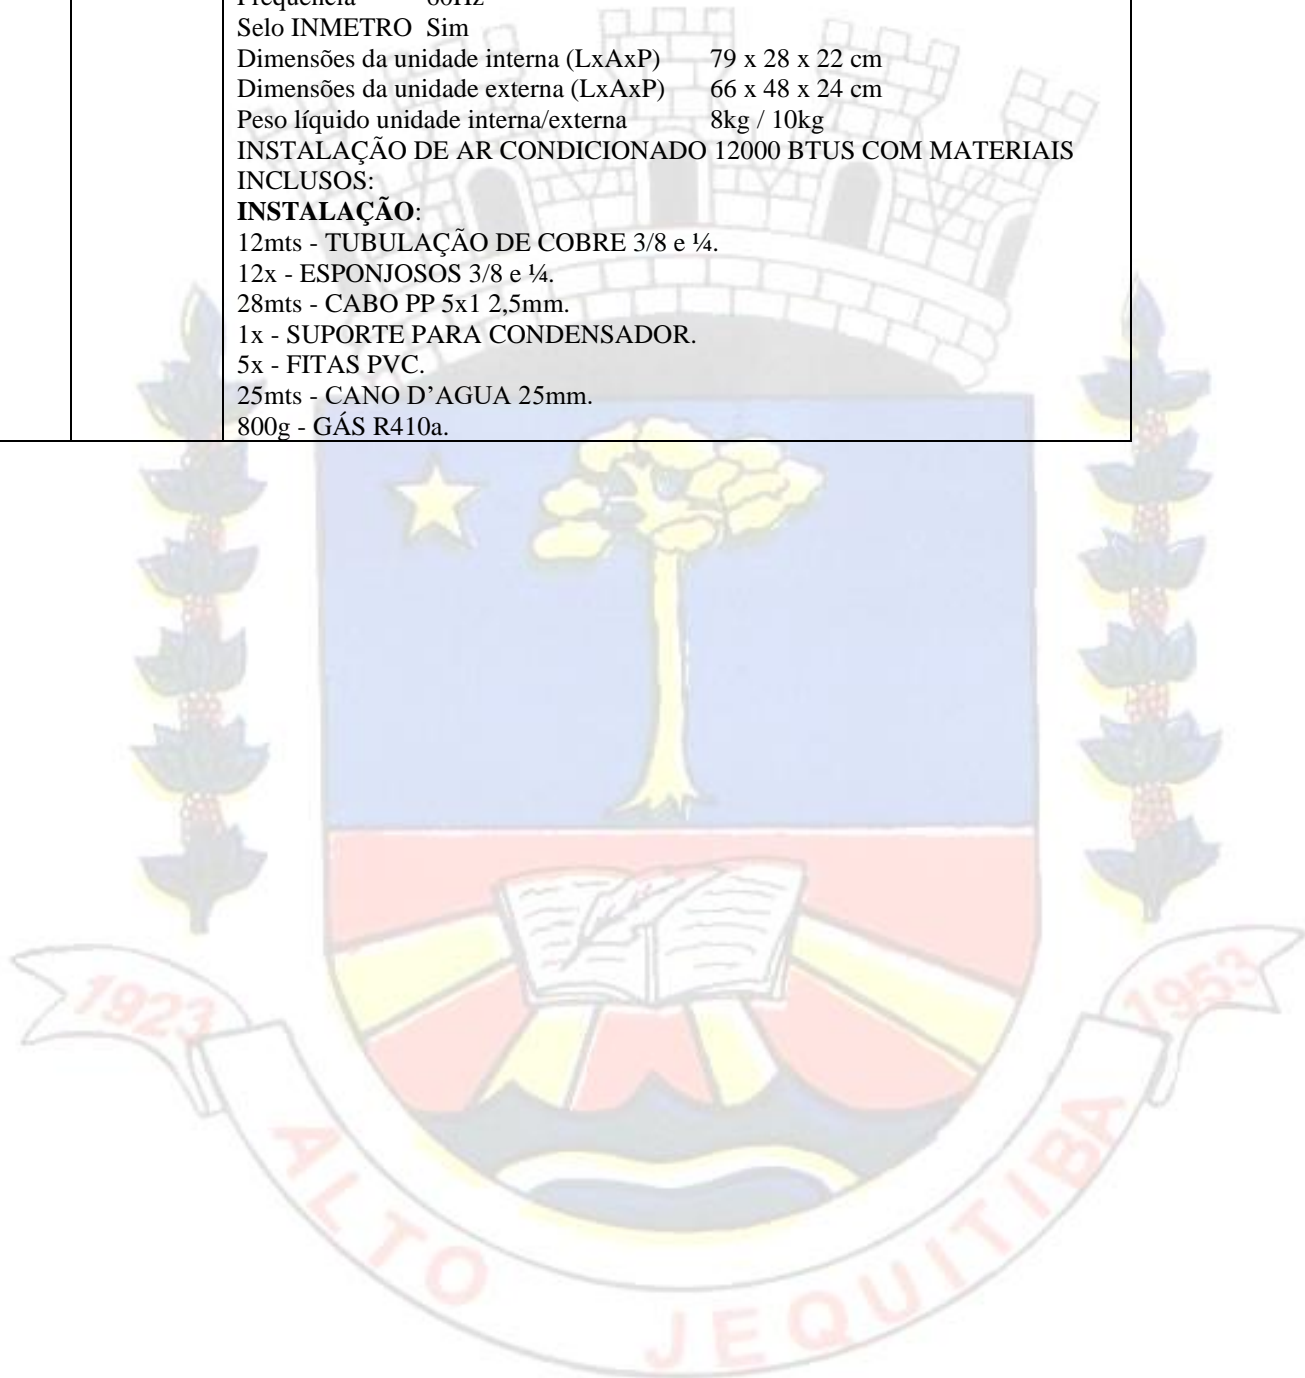 Frequência 60Hz
Selo INMETRO Sim
Dimensões da unidade interna (LxAxP) 79 x 28 x 22 cm
Dimensões da unidade externa (LxAxP) 66 x 48 x 24 cm
Peso líquido unidade interna/externa 8kg / 10kg
INSTALAÇÃO DE AR CONDICIONADO 12000 BTUS COM MATERIAIS
INCLUSOS:
INSTALAÇÃO:
12mts - TUBULAÇÃO DE COBRE 3/8 e ¼.
12x - ESPONJOSOS 3/8 e ¼.
28mts - CABO PP 5x1 2,5mm.
1x - SUPORTE PARA CONDENSADOR.
5x - FITAS PVC.
25mts - CANO D’AGUA 25mm.
800g - GÁS R410a.
1923
1953
ALTO JEQUITIBA